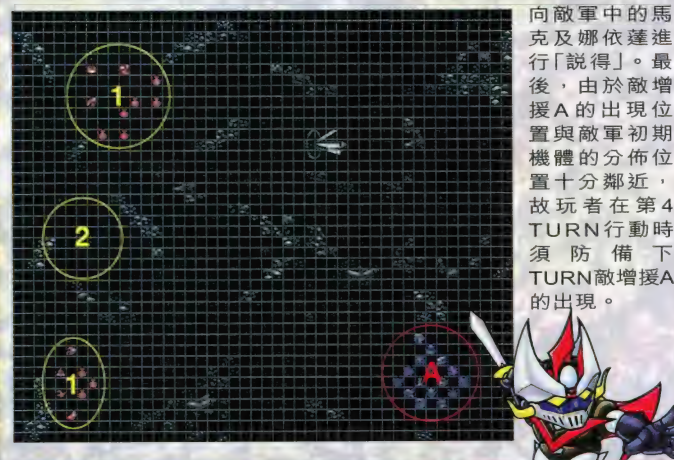 1
2
1
A
向敵軍中的馬
克及娜依蓮進
行「説得」。最
後，由於敵增
援A的出現位
置與敵軍初期
機體的分佈位
置十分鄰近，
故玩者在第4
TURN行動時
須防備下
TURN敵增援A
的出現。